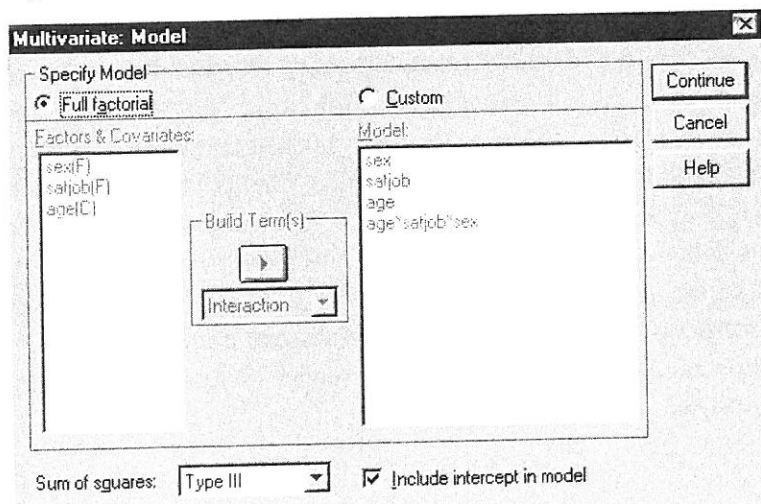 Multivariate: Model
Specify Model
Full factorial
Custom
Continue
Cancel
Help
Factors & Covariates:
sex(F)
satjob(F)
age(C)
Build Term(s)
Interaction
Model:
sex
satjob
age
age*satjob*sex
Sum of squares:
Type III
Include intercept in model